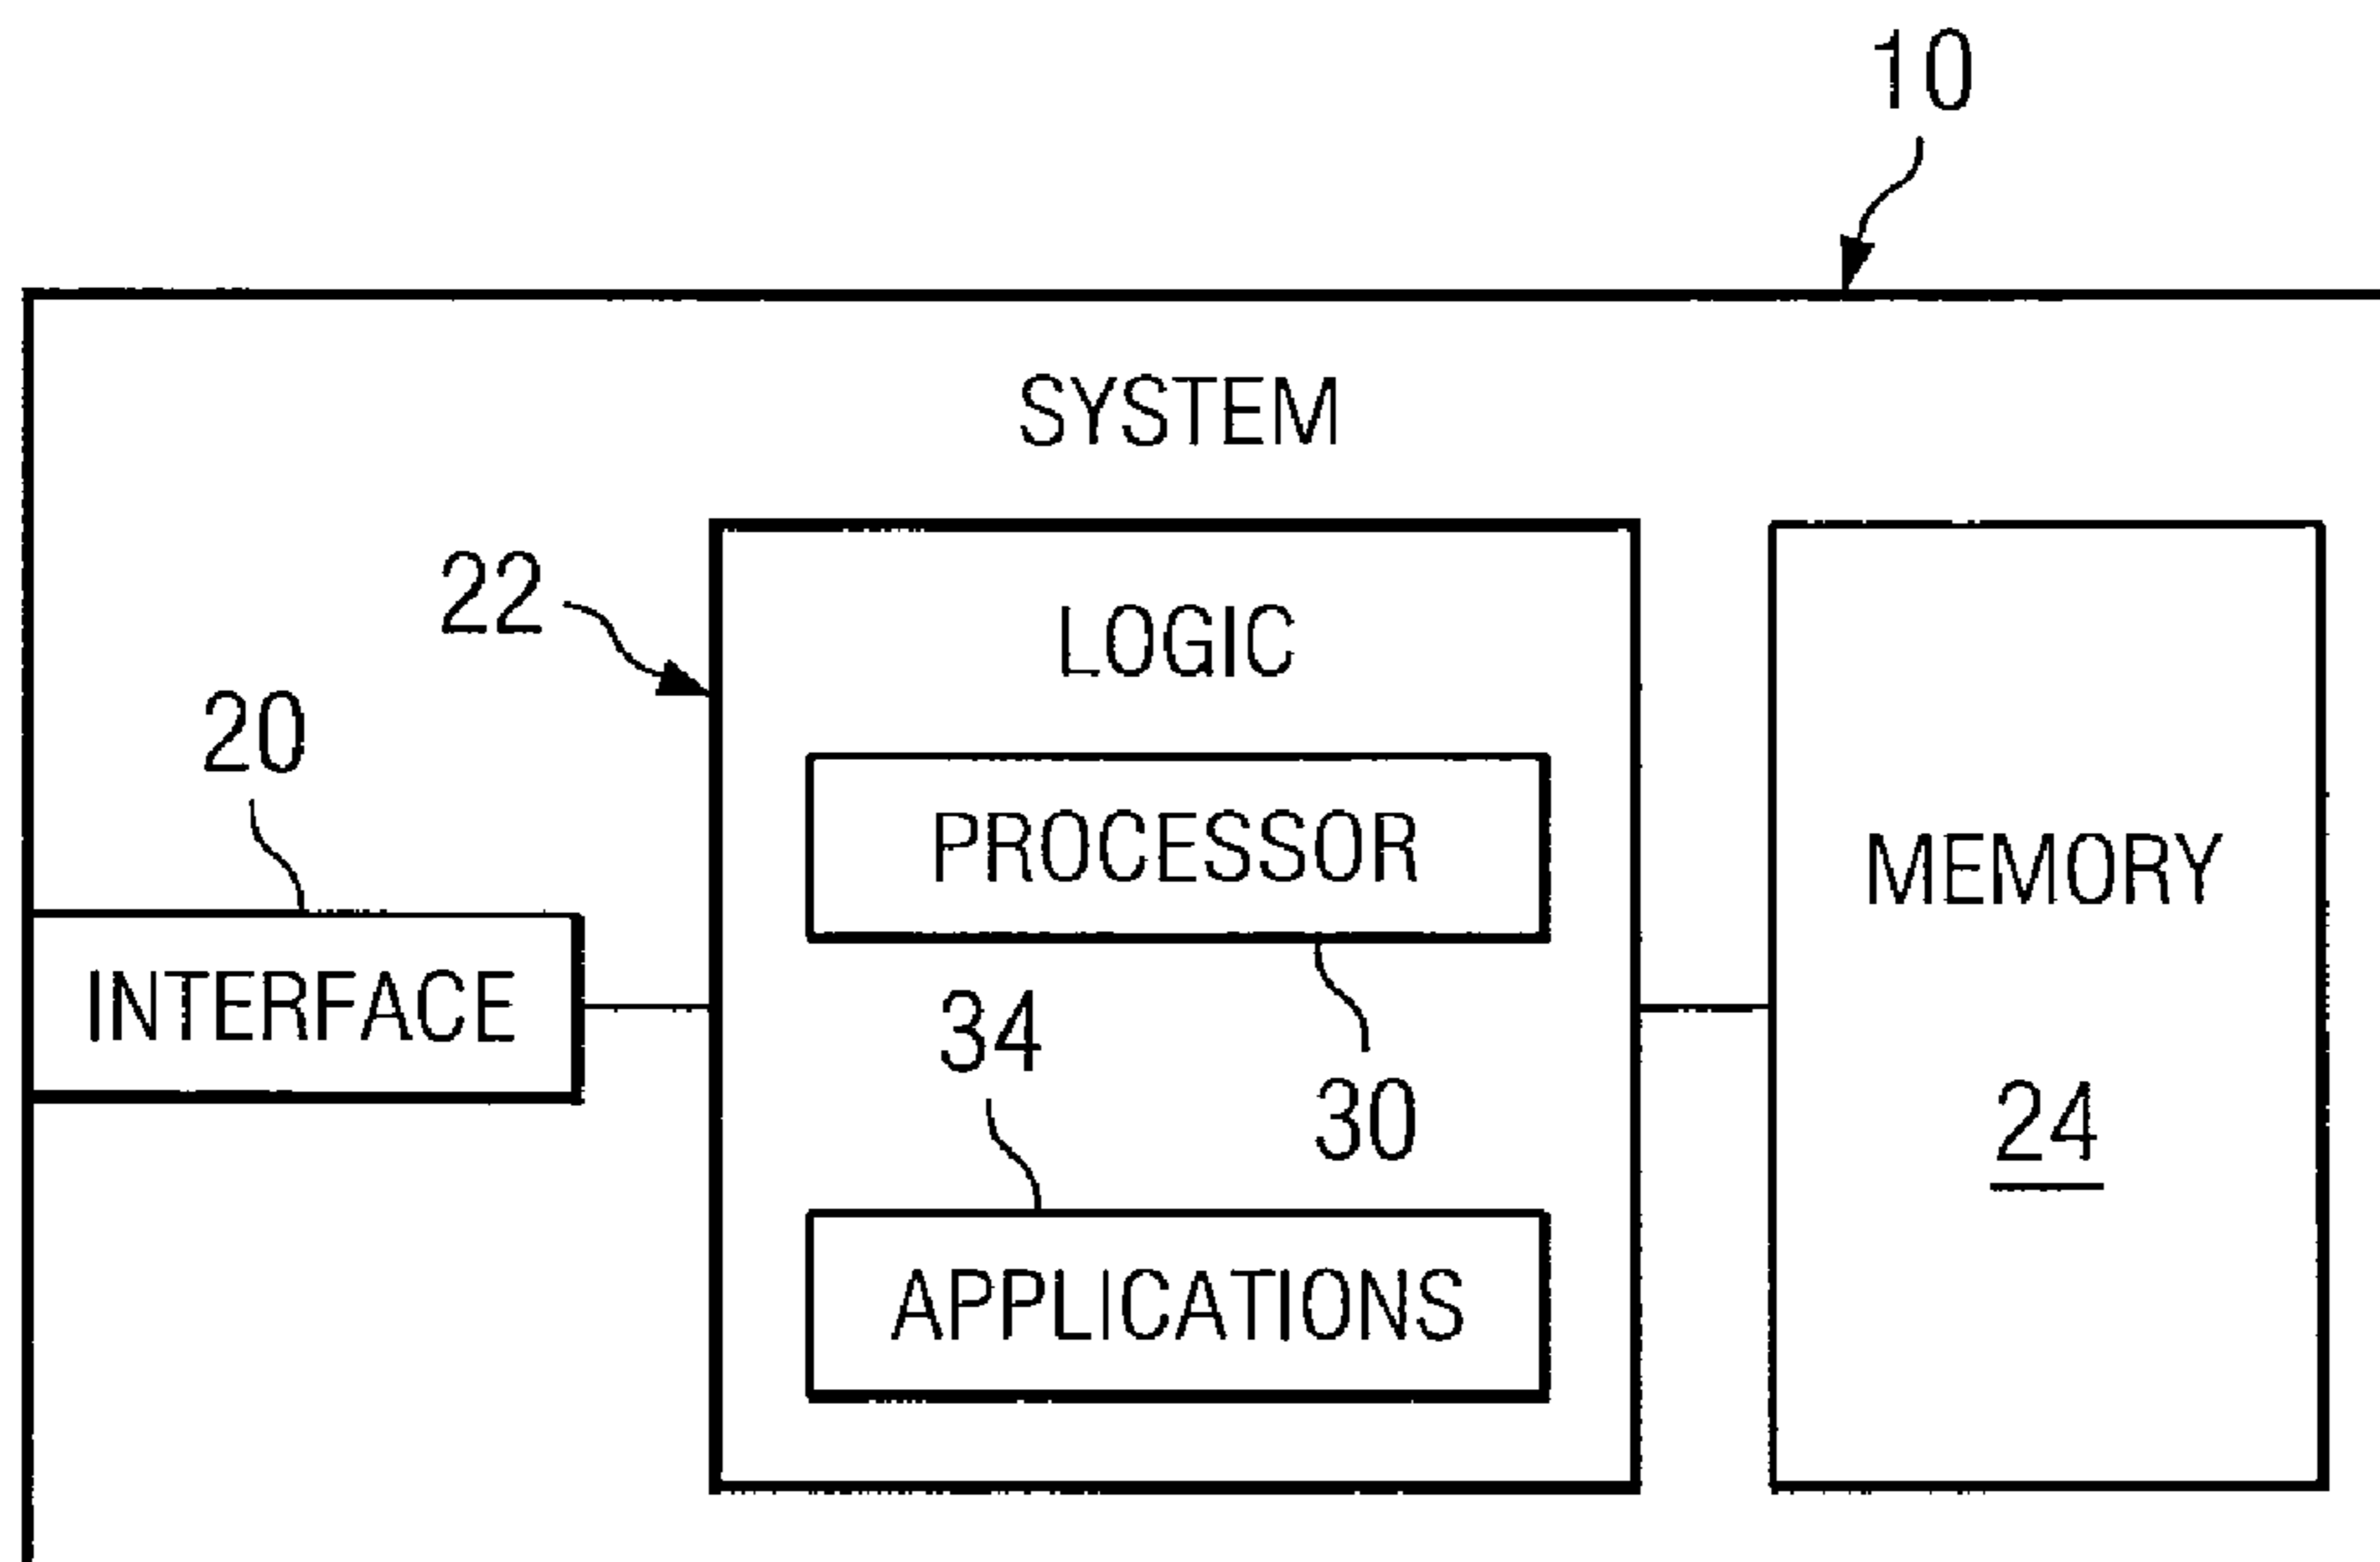 10
SYSTEM
22
LOGIC
20
PROCESSOR
MEMORY
INTERFACE
34
30
24
APPLICATIONS